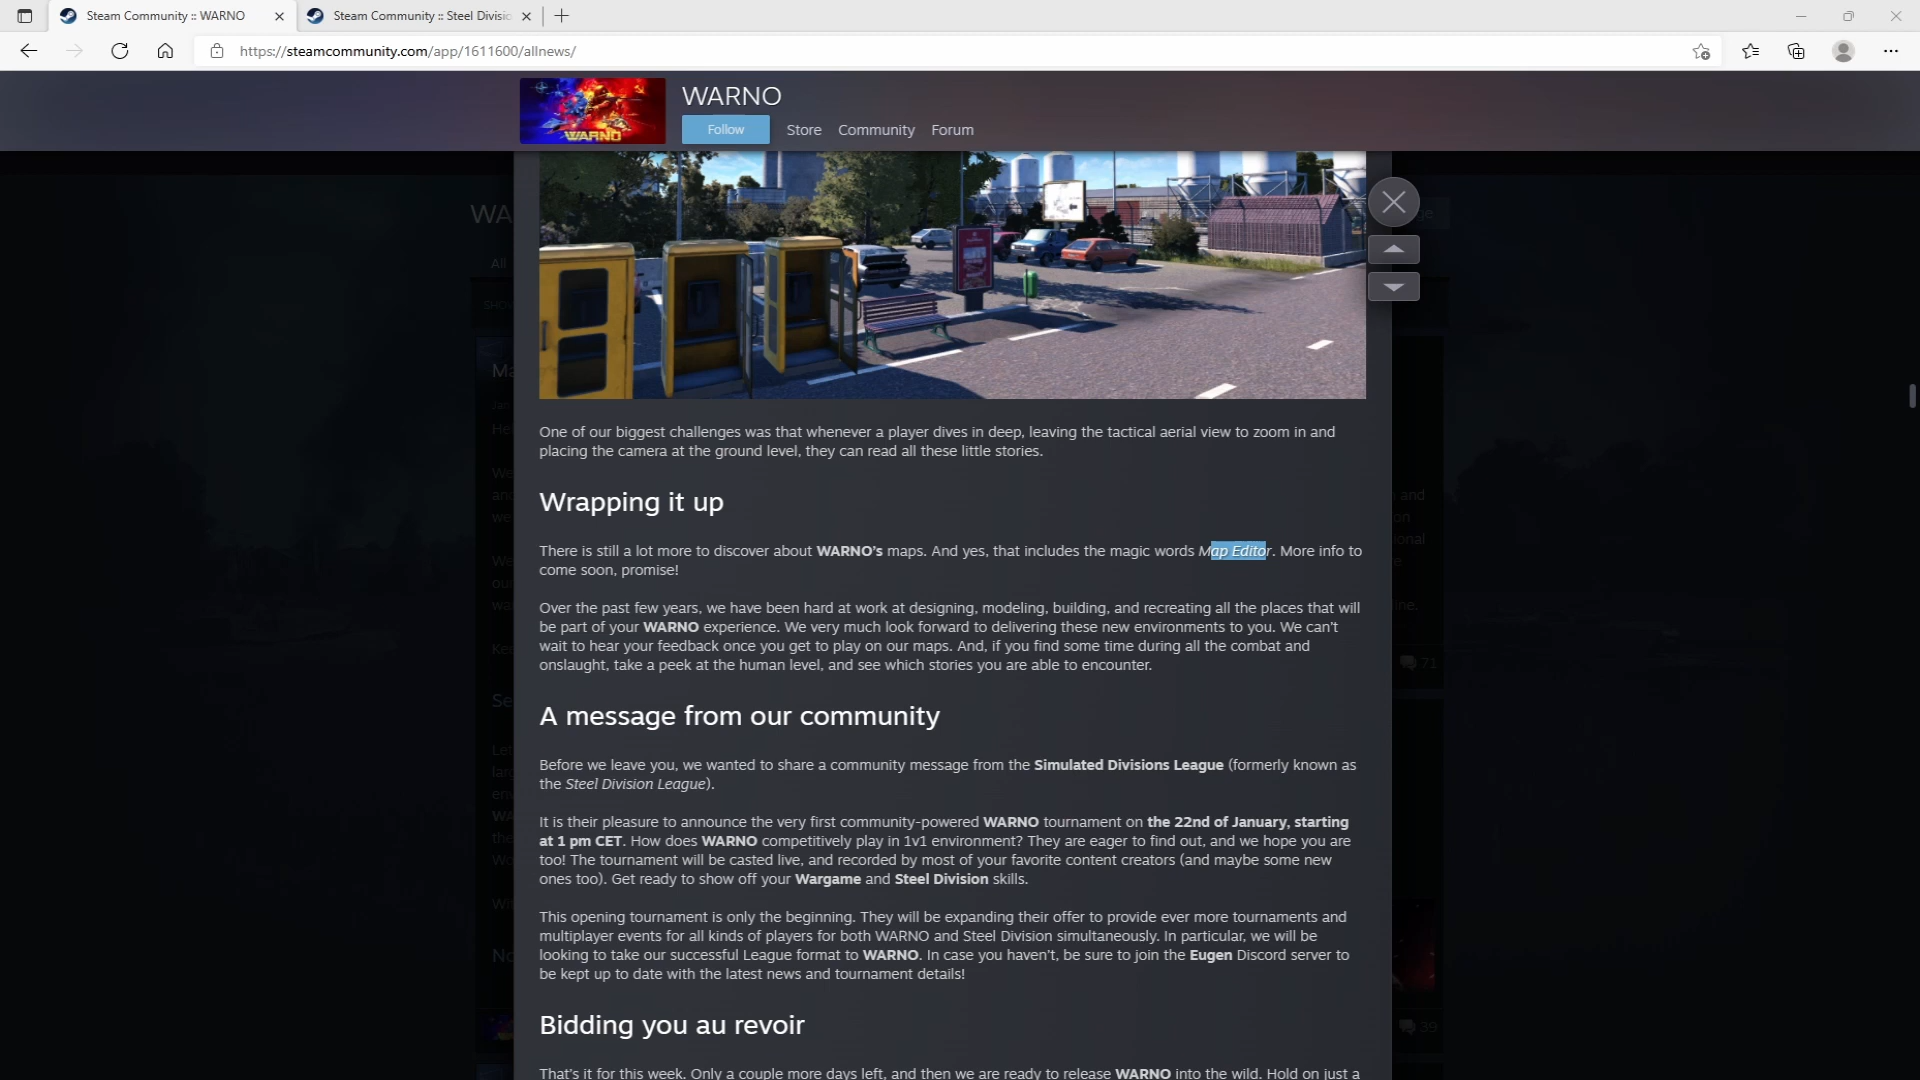 Steam Community :: WARNO
Steam Community :: Steel Divisio
https://steamcommunity.com/app/1611600/allnews/
WARNO
WARNO
Follow
Store
Community
Forum
WA
All
One of our biggest challenges was that whenever a player dives in deep, leaving the tactical aerial view to zoom in and
placing the camera at the ground level, they can read all these little stories.
Wrapping it up
There is still a lot more to discover about WARNO's maps. And yes, that includes the magic words Map Editor. More info to
come soon, promise!
Over the past few years, we have been hard at work at designing, modeling, building, and recreating all the places that will
be part of your WARNO experience. We very much look forward to delivering these new environments to you. We can't
wait to hear your feedback once you get to play on our maps. And, if you find some time during all the combat and
onslaught, take a peek at the human level, and see which stories you are able to encounter.
71
A message from our community
Before we leave you, we wanted to share a community message from the Simulated Divisions League (formerly known as
the Steel Division League).
It is their pleasure to announce the very first community-powered WARNO tournament on the 22nd of January, starting
at 1 pm CET. How does WARNO competitively play in 1v1 environment? They are eager to find out, and we hope you are
too! The tournament will be casted live, and recorded by most of your favorite content creators (and maybe some new
ones too). Get ready to show off your Wargame and Steel Division skills.
This opening tournament is only the beginning. They will be expanding their offer to provide ever more tournaments and
multiplayer events for all kinds of players for both WARNO and Steel Division simultaneously. In particular, we will be
looking to take our successful League format to WARNO. In case you haven't, be sure to join the Eugen Discord server to
be kept up to date with the latest news and tournament details!
Bidding you au revoir
39
That's it for this week. Only a couple more days left, and then we are ready to release WARNO into the wild. Hold on just a